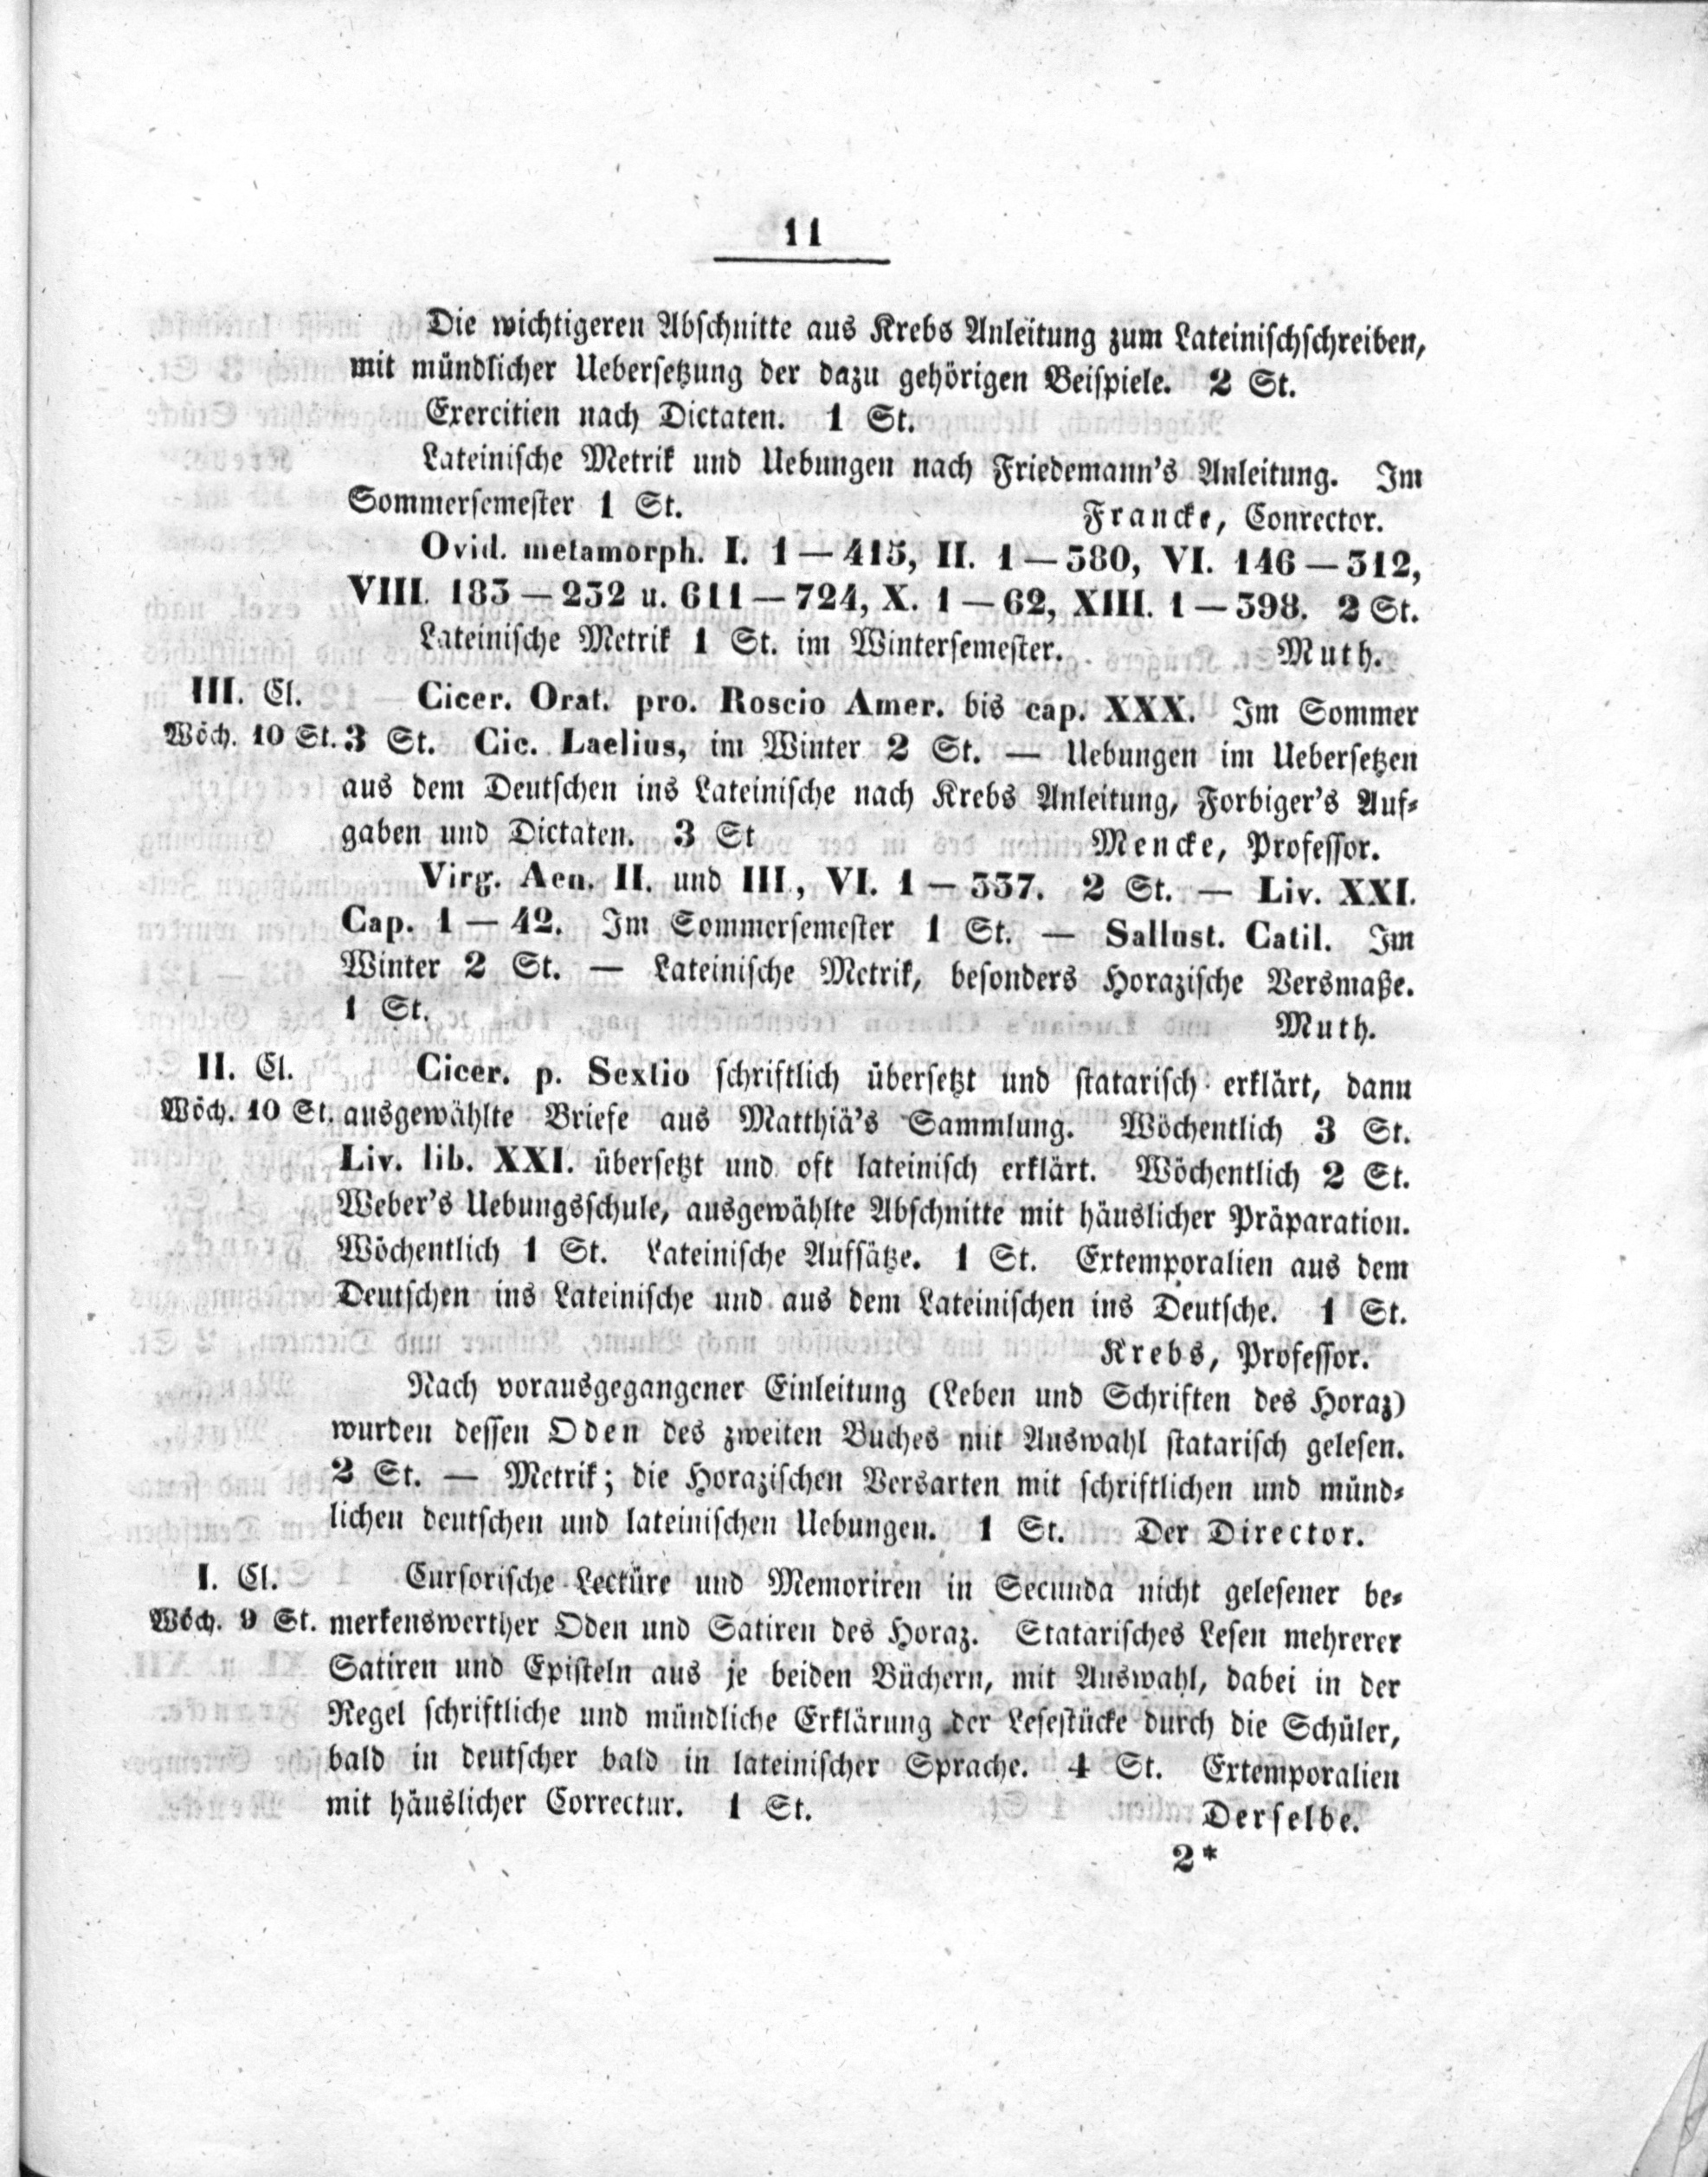 11
Die wichtigeren Abschnitte aus Krebs Anleitung zum Lateinischschreiben,
mit mündlicher Uebersetzung der dazu gehörigen Beispiele. 2 St.
Exercitien nach Dictaten. 1 St.
Lateinische Metrik und Uebungen nach Friedemann's Anleitung. Im
Sommersemester 1 St. Francke, Conrector.
Ovid. metamorph. I. 1 — 415, II. 1 — 380, VI. 146 — 312,
VIII. 183 — 232 u. 611 — 724, X. 1 — 62, XIII. 1 — 398. 2 St.
Lateinische Metrik 1 St. im Wintersemester. Muth.
III. Cl. Cicer. Orat. pro. Roscio Amer. bis cap. XXX. Im Sommer
Wöch. 10 St. 3 St. Cic. Laelius, im Winter 2 St. — Uebungen im Uebersetzen
aus dem Deutschen ins Lateinische nach Krebs Anleitung, Forbiger's Auf-
gaben und Dictaten. 3 St Mencke, Professor.
Virg. Aen. II. und III., VI. 1 — 337. 2 St. — Liv. XXI.
Cap. 1 — 42. Im Sommersemester 1 St. — Sallust. Catil. Im
Winter 2 St. — Lateinische Metrik, besonders Horazische Versmaße.
1 St. Muth.
II. Cl. Cicer. p. Sextio schriftlich übersetzt und statarisch erklärt, dann
Wöch. 10 St. ausgewählte Briefe aus Matthiä's Sammlung. Wöchentlich 3 St.
Liv. lib. XXI. übersetzt und oft lateinisch erklärt. Wöchentlich 2 St.
Weber's Uebungsschule, ausgewählte Abschnitte mit häuslicher Präparation.
Wöchentlich 1 St. Lateinische Aufsätze. 1 St. Extemporalien aus dem
Deutschen ins Lateinische und aus dem Lateinischen ins Deutsche. 1 St.
Krebs, Professor.
Nach vorausgegangener Einleitung (Leben und Schriften des Horaz)
wurden dessen Oden des zweiten Buches mit Auswahl statarisch gelesen.
2 St. — Metrik; die Horazischen Versarten mit schriftlichen und münd-
lichen deutschen und lateinischen Uebungen. 1 St. Der Director.
I. Cl. Cursorische Lectüre und Memoriren in Secunda nicht gelesener be-
Wöch. 9 St. merkenswerther Oden und Satiren des Horaz. Statarisches Lesen mehrerer
Satiren und Episteln aus je beiden Büchern, mit Auswahl, dabei in der
Regel schriftliche und mündliche Erklärung der Lesestücke durch die Schüler,
bald in deutscher bald in lateinischer Sprache. 4 St. Extemporalien
mit häuslicher Correctur. 1 St. Derselbe.
2*